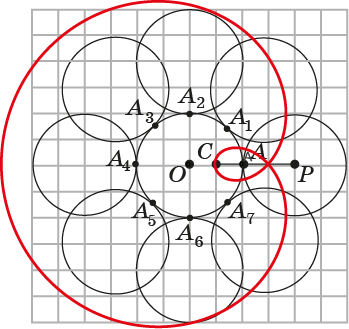 A₂
A₃ A₁
C A
A₄ O P
A₅ A₇
A₆